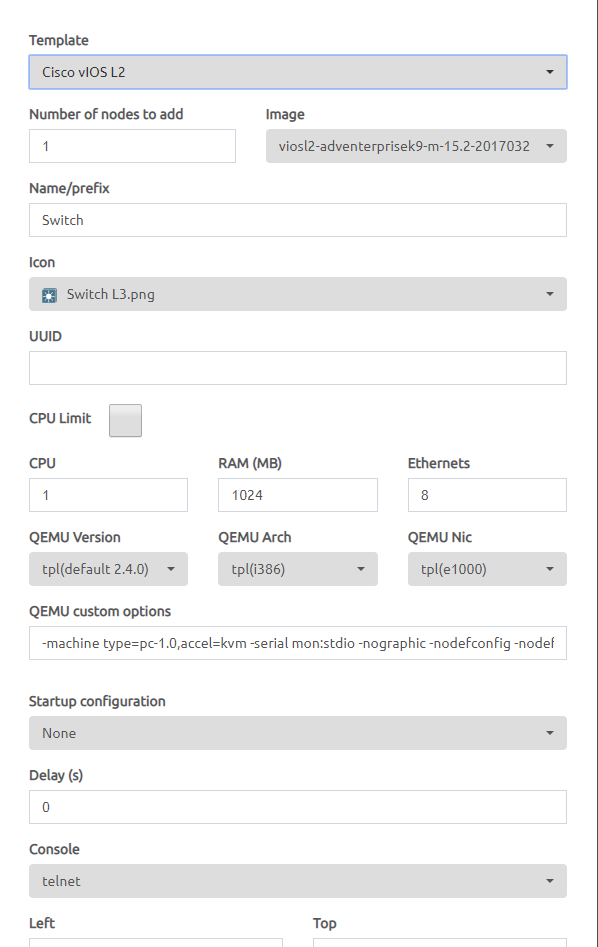 Template
Cisco vIOS L2
Number of nodes to add Image
1 viosl2-adventerprisek9-m-15.2-2017032
Name/prefix
Switch
Icon
Switch L3.png
UUID
CPU Limit
CPU RAM (MB) Ethernets
1 1024 8
QEMU Version QEMU Arch QEMU Nic
tpl(default 2.4.0) tpl(i386) tpl(e1000)
QEMU custom options
-machine type=pc-1.0,accel=kvm -serial mon:stdio -nographic -nodefconfig -nodef
Startup configuration
None
Delay (s)
0
Console
telnet
Left Top